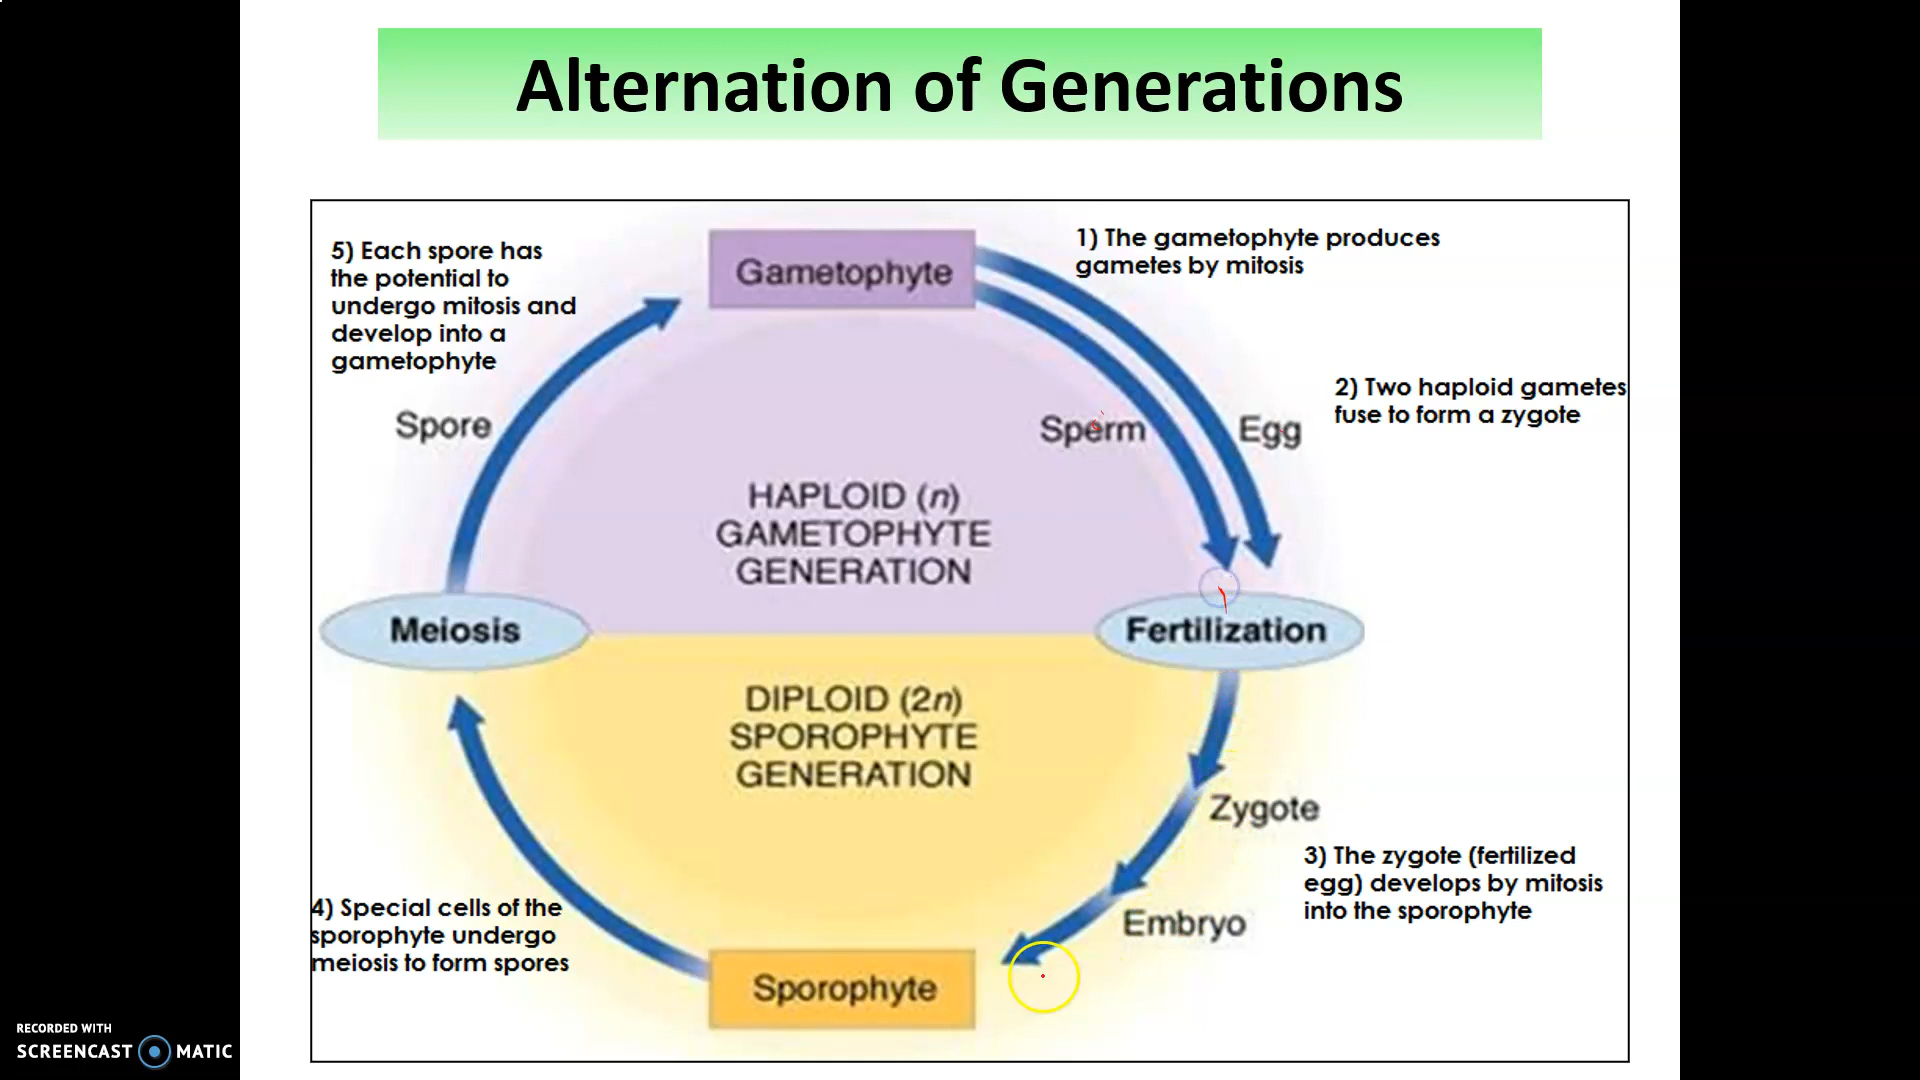 Alternation of Generations
5) Each spore has
the potential to
undergo mitosis and
develop into a
gametophyte
Gametophyte
1) The gametophyte produces
gametes by mitosis
2) Two haploid gametes
fuse to form a zygote
Spore
Sperm
Egg
HAPLOID (n)
GAMETOPHYTE
GENERATION
Meiosis
Fertilization
DIPLOID (2n)
SPOROPHYTE
GENERATION
Zygote
3) The zygote (fertilized
egg) develops by mitosis
into the sporophyte
Embryo
4) Special cells of the
sporophyte undergo
meiosis to form spores
Sporophyte
RECORDED WITH
SCREENCAST MATIC